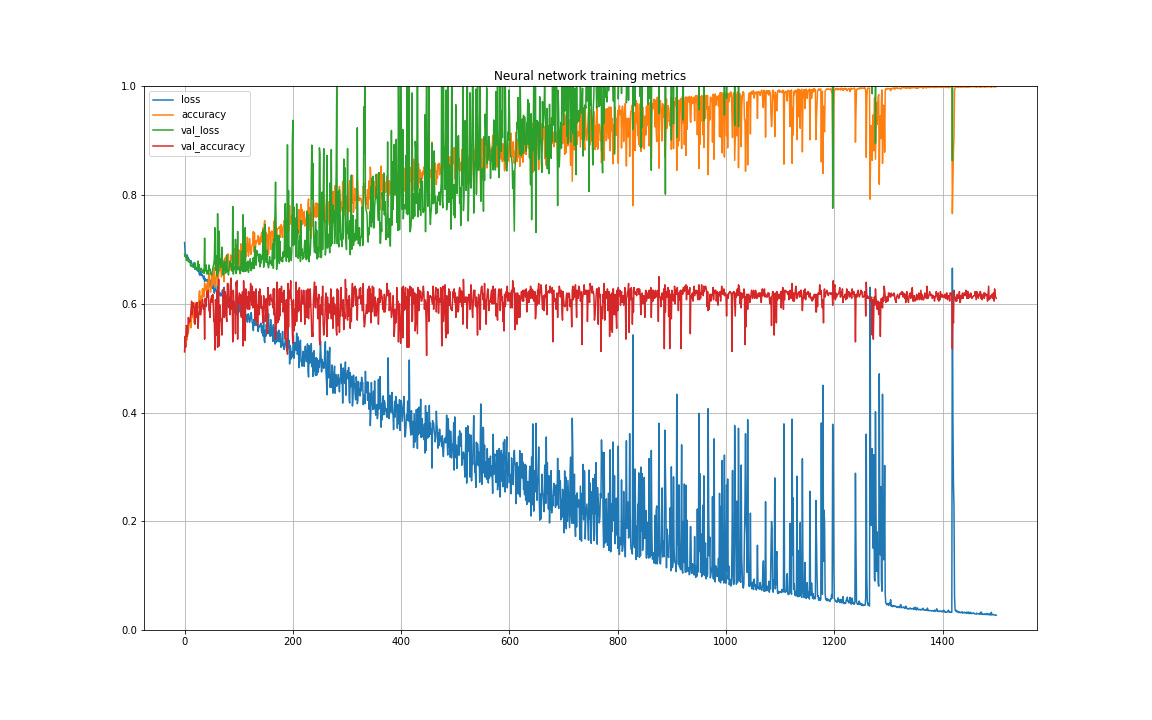 Neural network training metrics
1.0
loss
accuracy
val_loss
val_accuracy
0.8
0.6
0.4
0.2
0.0
0 200 400 600 800 1000 1200 1400